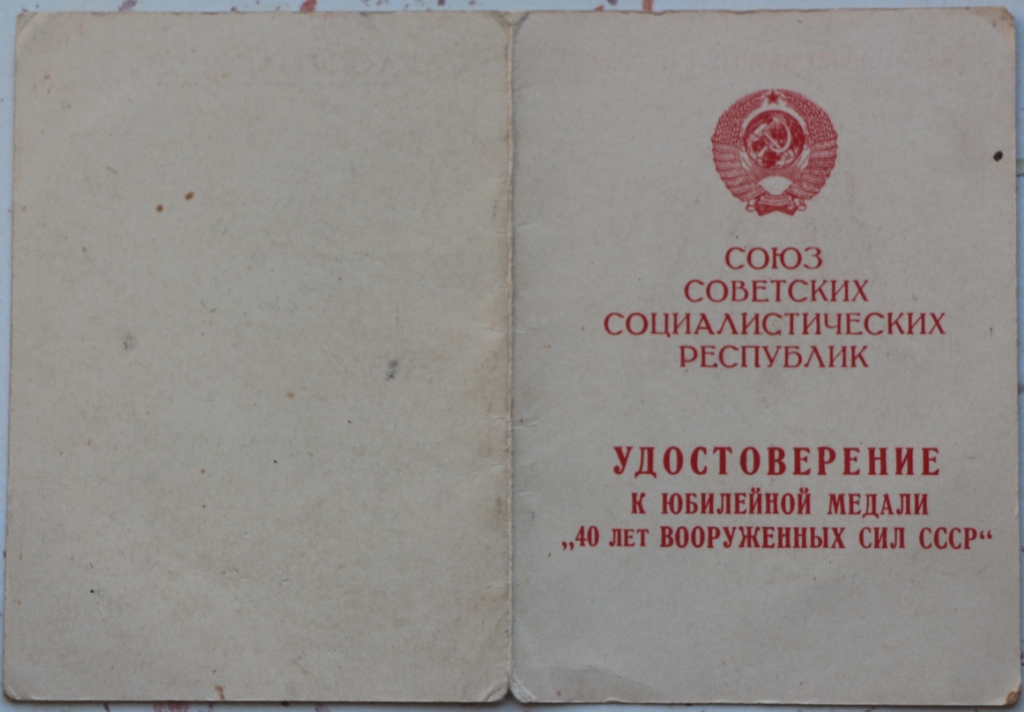 СОЮЗ
СОВЕТСКИХ
СОЦИАЛИСТИЧЕСКИХ
РЕСПУБЛИК
УДОСТОВЕРЕНИЕ
К ЮБИЛЕЙНОЙ МЕДАЛИ
„40 ЛЕТ ВООРУЖЕННЫХ СИЛ СССР“